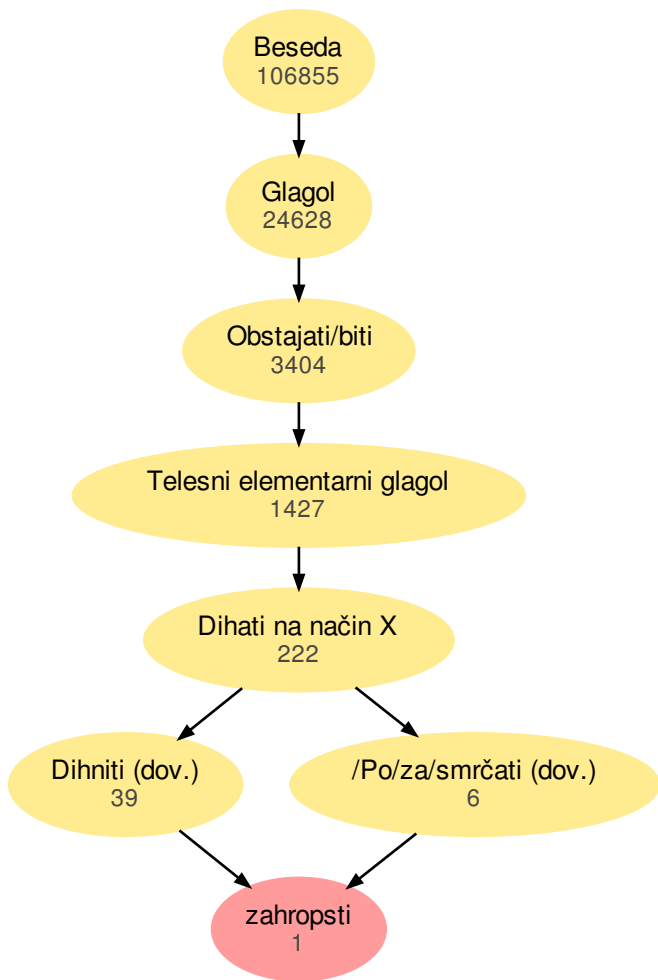 Beseda
106855
Glagol
24628
Obstajati/biti
3404
Telesni elementarni glagol
1427
Dihati na način X
222
Dihniti (dov.)
39
/Po/za/smrčati (dov.)
6
zahropsti
1